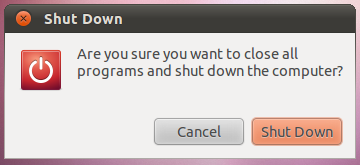 Shut Down
Are you sure you want to close all
programs and shut down the computer?
Cancel
Shut Down